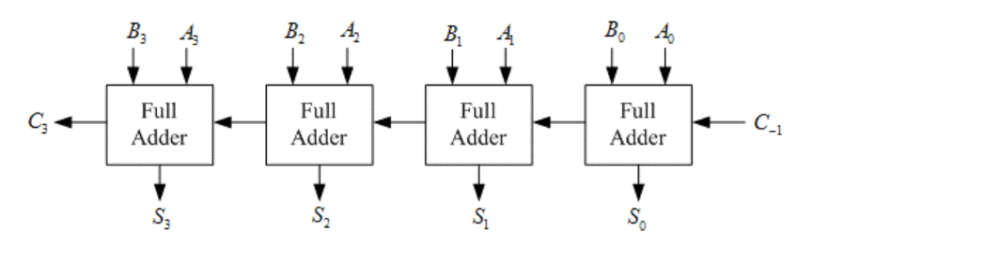 B₃ A₃ B₂ A₂ B₁ A₁ B₀ A₀
C₃ Full Adder Full Adder Full Adder Full Adder C₋₁
S₃ S₂ S₁ S₀